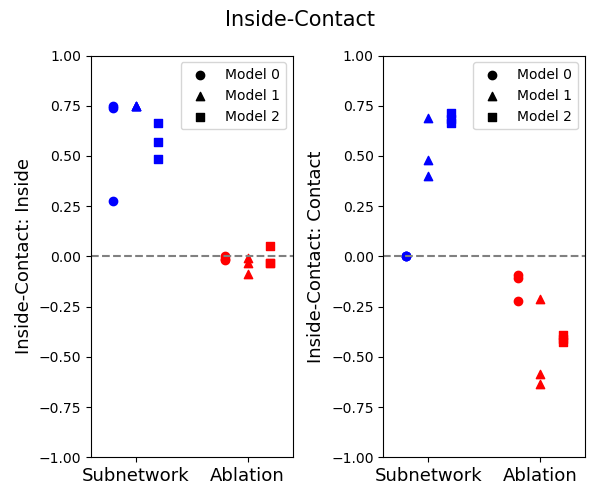 Inside-Contact
Inside-Contact: Inside
1.00
0.75
0.50
0.25
0.00
−0.25
−0.50
−0.75
−1.00
Subnetwork
Ablation
Model 0
Model 1
Model 2
Inside-Contact: Contact
1.00
0.75
0.50
0.25
0.00
−0.25
−0.50
−0.75
−1.00
Subnetwork
Ablation
Model 0
Model 1
Model 2